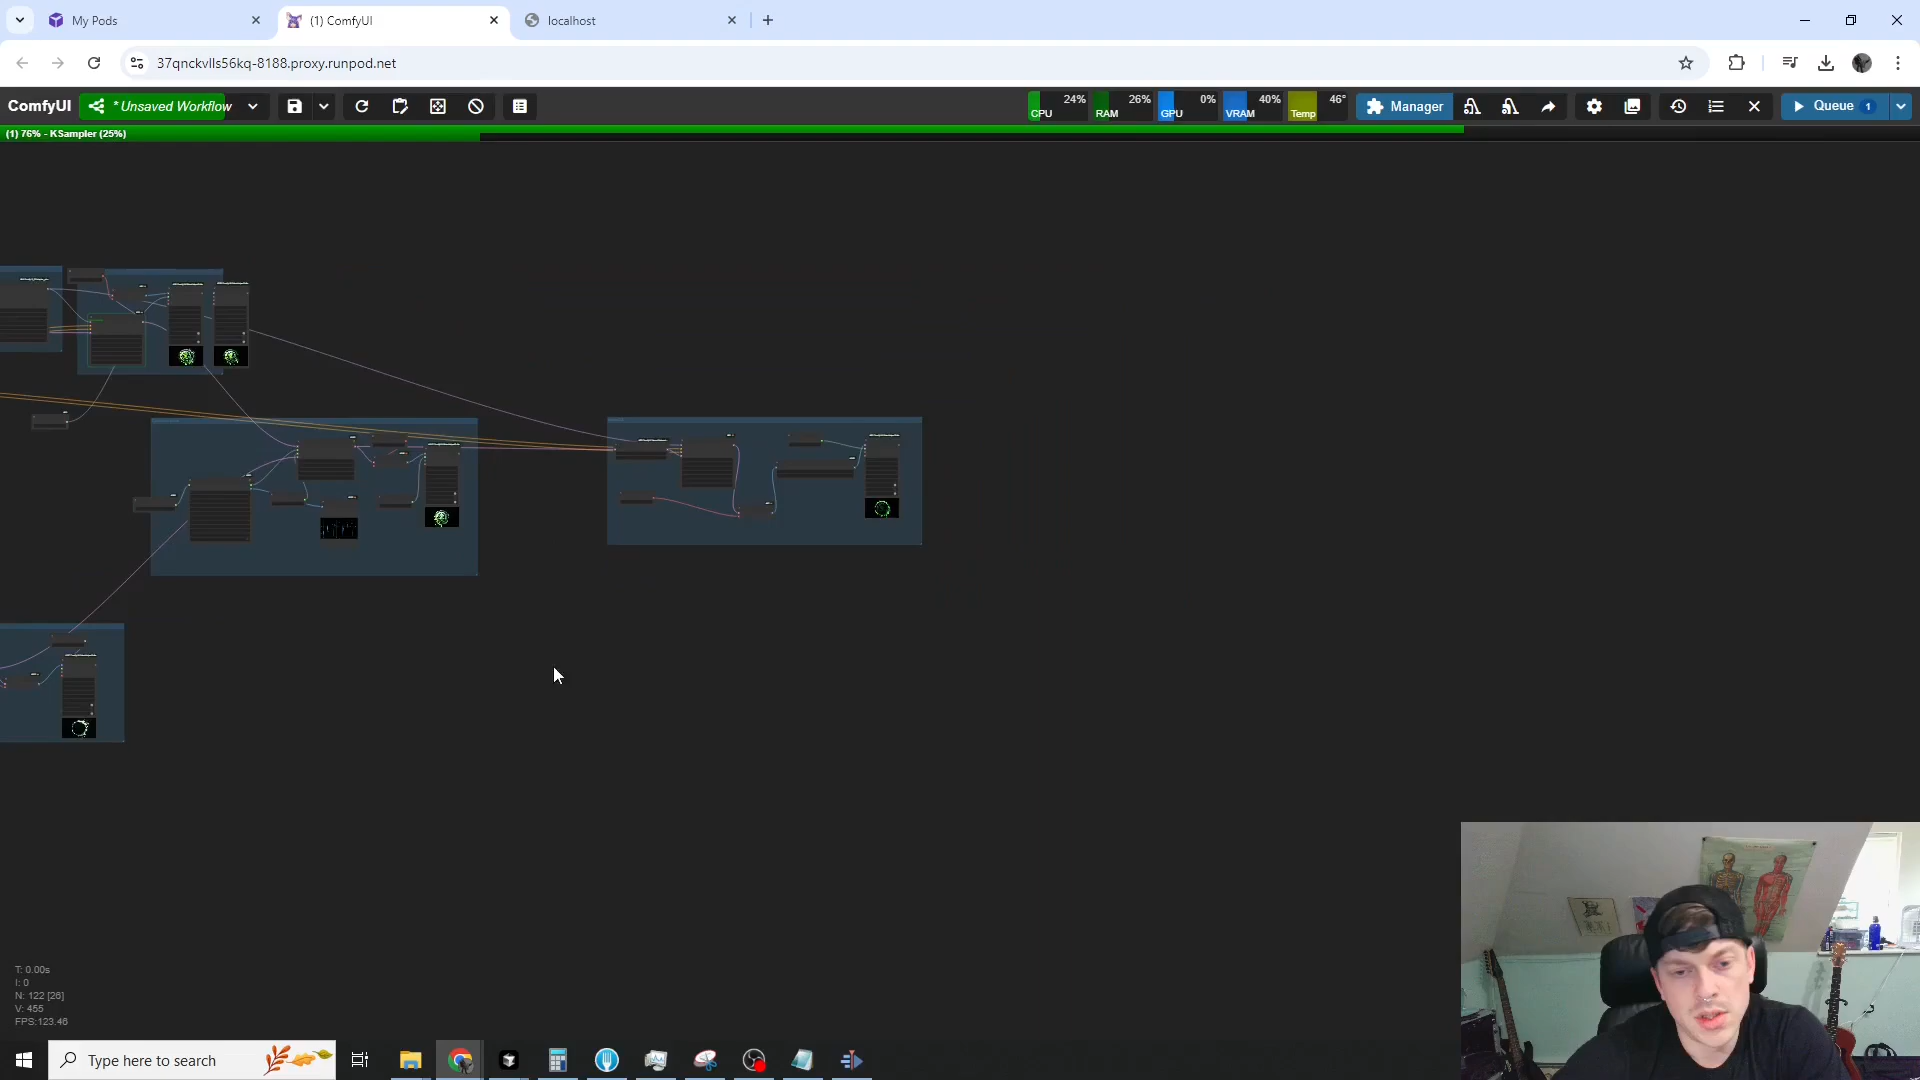 My Pods
(1) ComfyUI
localhost
37qnckvlls56kq-8188.proxy.runpod.net
ComfyUI
* Unsaved Workflow
CPU 24%
RAM 26%
GPU 0%
VRAM 40%
Temp 46°
Manager
Queue 1
(1) 76% - KSampler (25%)
T: 0.00s
I: 0
N: 122 [26]
V: 455
FPS:123.46
Type here to search